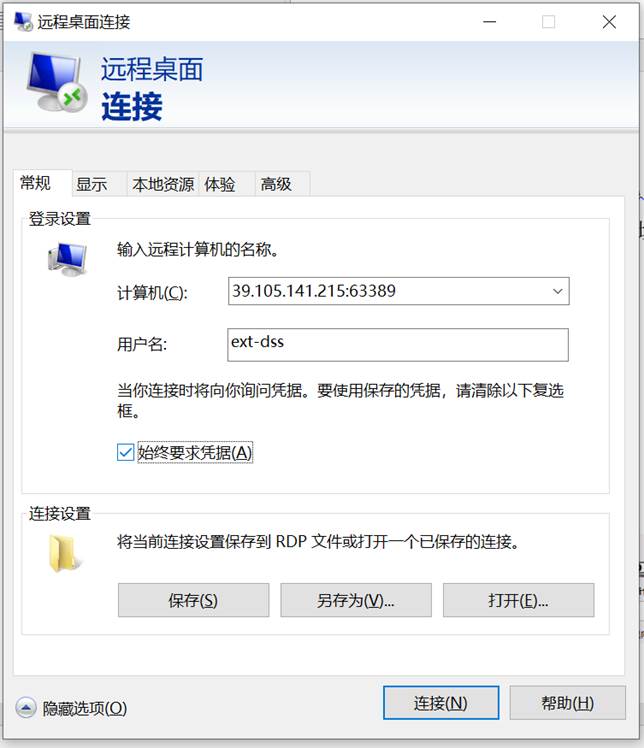 远程桌面连接
远程桌面
连接
常规 显示 本地资源 体验 高级
登录设置
输入远程计算机的名称。
计算机(C): 39.105.141.215:63389
用户名: ext-dss
当你连接时将向你询问凭据。要使用保存的凭据，请清除以下复选
框。
始终要求凭据(A)
连接设置
将当前连接设置保存到 RDP 文件或打开一个已保存的连接。
保存(S) 另存为(V)... 打开(E)...
隐藏选项(O) 连接(N) 帮助(H)